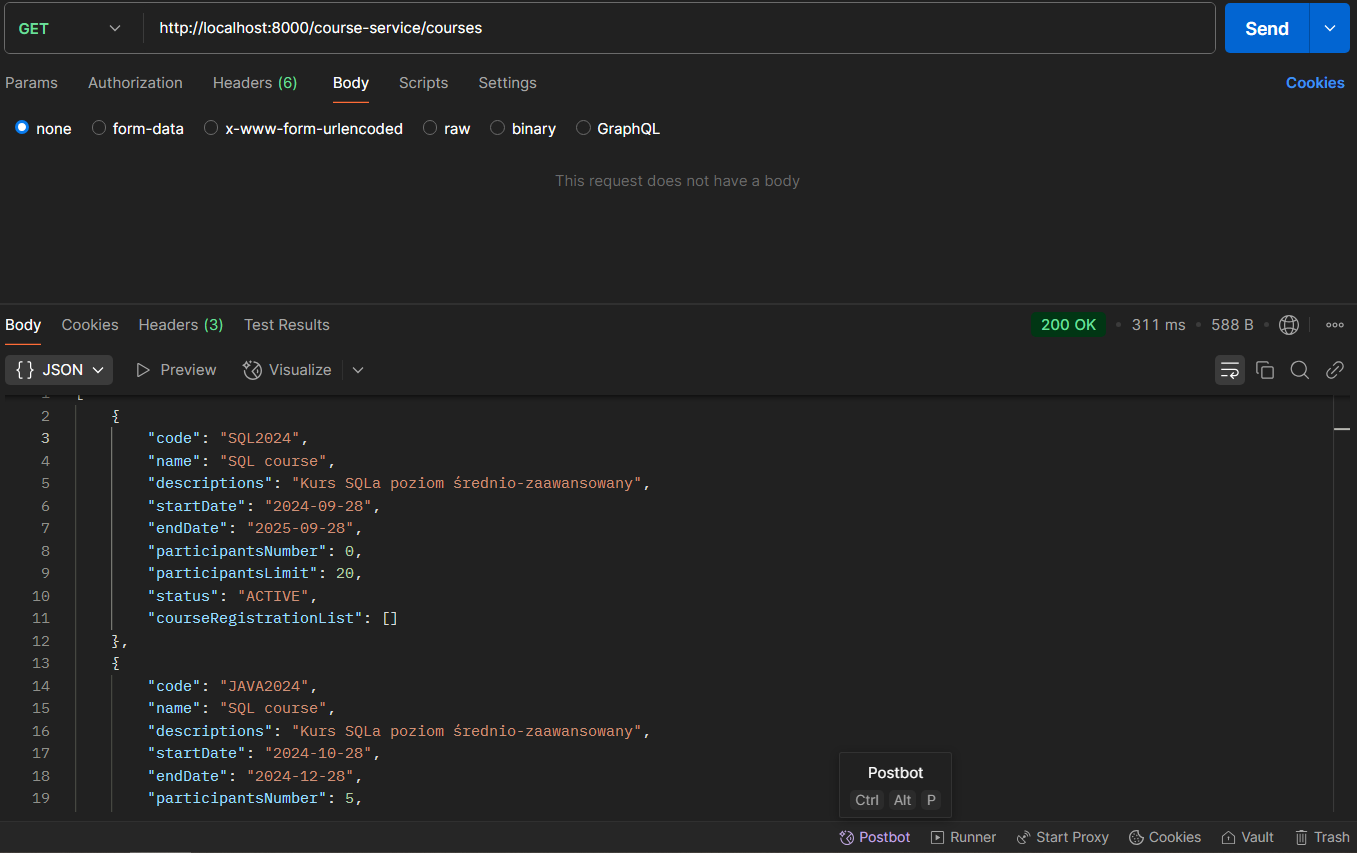 GET http://localhost:8000/course-service/courses Send
Params Authorization Headers (6) Body Scripts Settings Cookies
none form-data x-www-form-urlencoded raw binary GraphQL
This request does not have a body
Body Cookies Headers (3) Test Results 200 OK • 311 ms • 588 B •
{} JSON Preview Visualize
1 [
2 {
3 "code": "SQL2024",
4 "name": "SQL course",
5 "descriptions": "Kurs SQLa poziom średnio-zaawansowany",
6 "startDate": "2024-09-28",
7 "endDate": "2025-09-28",
8 "participantsNumber": 0,
9 "participantsLimit": 20,
10 "status": "ACTIVE",
11 "courseRegistrationList": []
12 },
13 {
14 "code": "JAVA2024",
15 "name": "SQL course",
16 "descriptions": "Kurs SQLa poziom średnio-zaawansowany",
17 "startDate": "2024-10-28",
18 "endDate": "2024-12-28",
19 "participantsNumber": 5,
Postbot
Ctrl Alt P
Postbot Runner Start Proxy Cookies Vault Trash